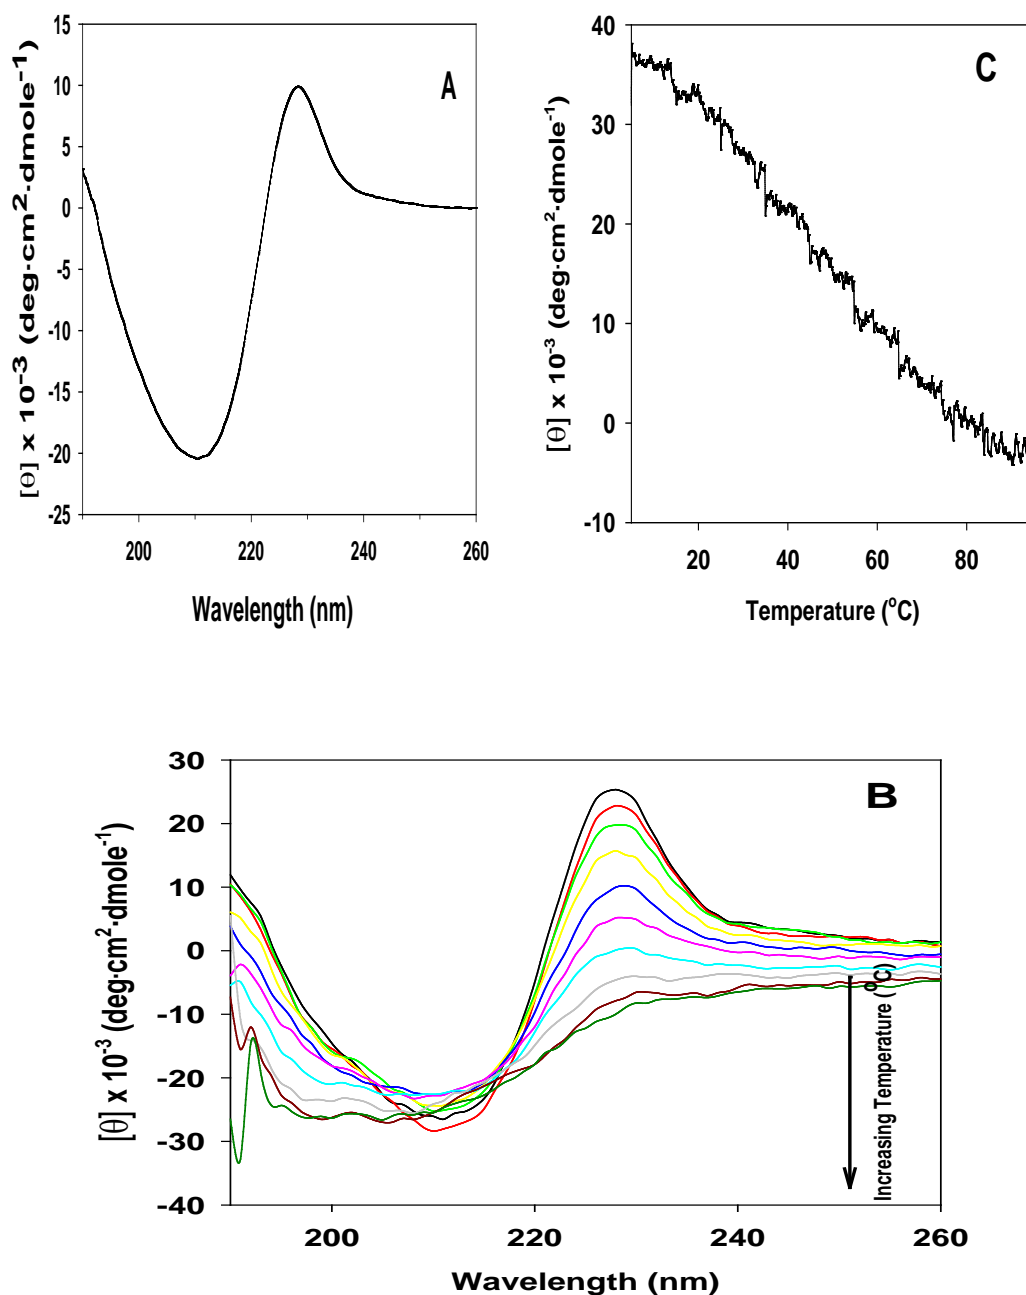 A
15
10
5
0
-5
-10
-15
-20
-25
[θ] x 10⁻³ (deg·cm²·dmole⁻¹)
200 220 240 260
Wavelength (nm)
C
40
30
20
10
0
-10
[θ] x 10⁻³ (deg·cm²·dmole⁻¹)
20 40 60 80
Temperature (°C)
B
30
20
10
0
-10
-20
-30
-40
[θ] x 10⁻³ (deg·cm²·dmole⁻¹)
Increasing Temperature (°C)
200 220 240 260
Wavelength (nm)